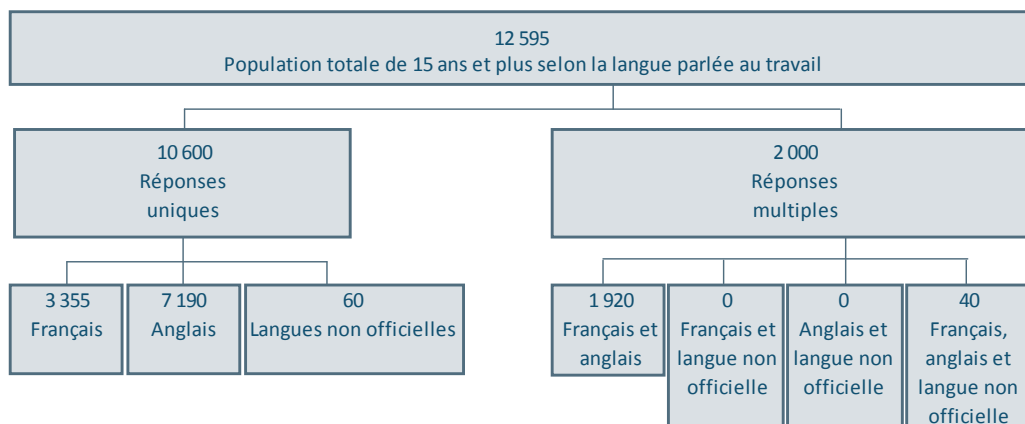 12 595
Population totale de 15 ans et plus selon la langue parlée au travail
10 600
Réponses
uniques
2 000
Réponses
multiples
3 355
Français
7 190
Anglais
60
Langues non officielles
1 920
Français et
anglais
0
Français et
langue non
officielle
0
Anglais et
langue non
officielle
40
Français,
anglais et
langue non
officielle